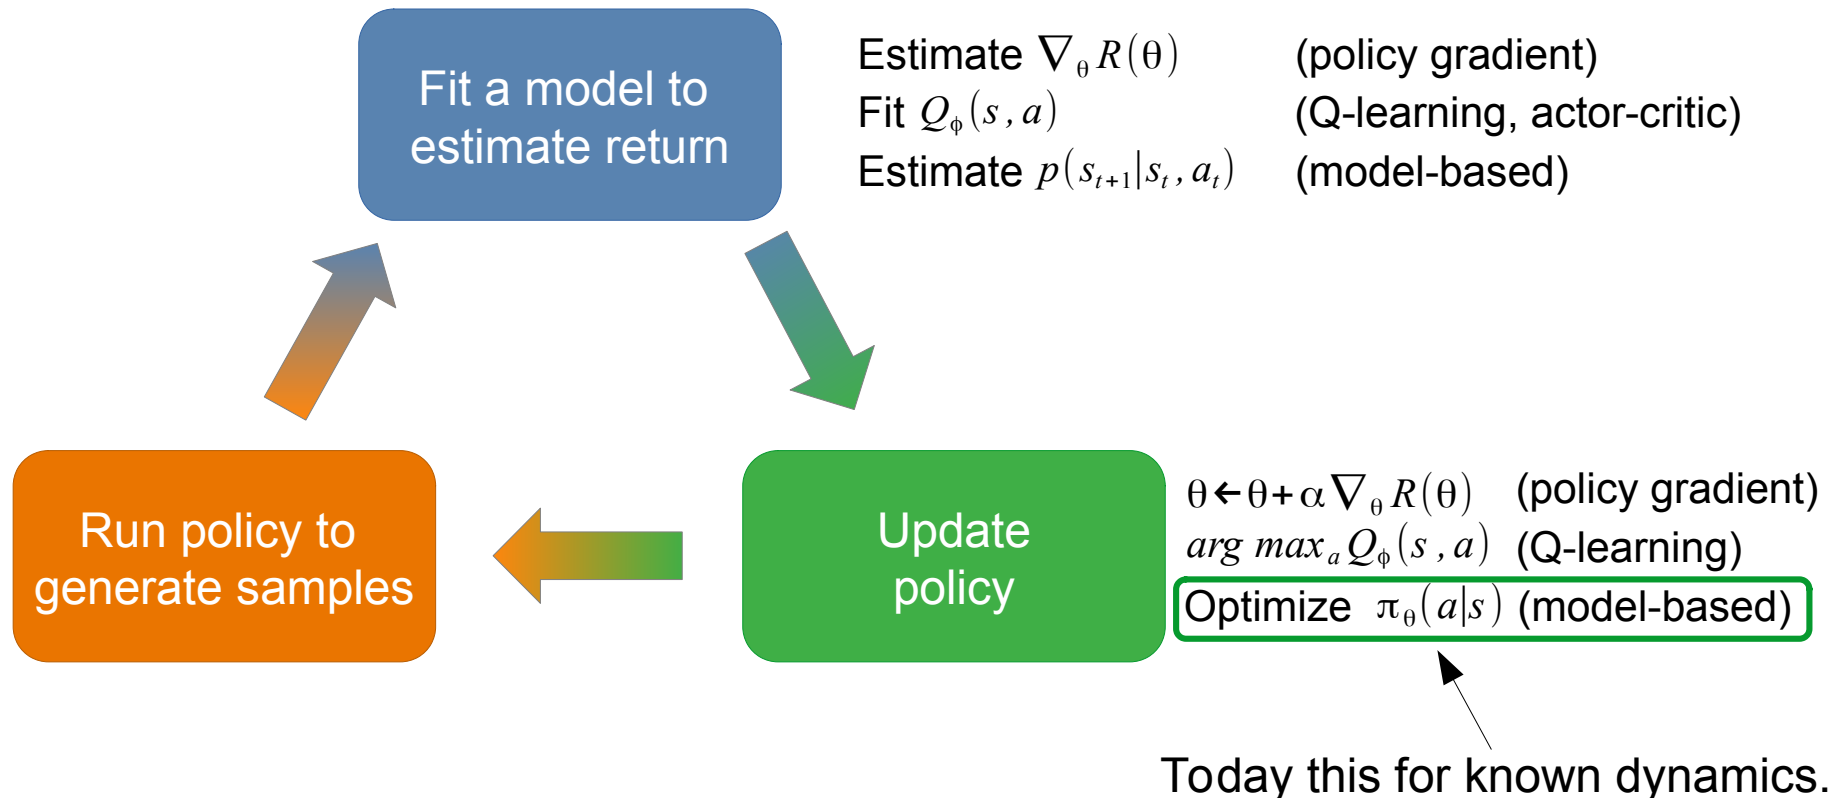 Fit a model to
estimate return
Estimate ∇θ R(θ) (policy gradient)
Fit Qϕ(s, a) (Q-learning, actor-critic)
Estimate p(sₜ₊₁|sₜ, aₜ) (model-based)
Run policy to
generate samples
Update
policy
θ←θ+α∇θ R(θ) (policy gradient)
arg maxₐ Qϕ(s, a) (Q-learning)
Optimize πθ(a|s) (model-based)
Today this for known dynamics.